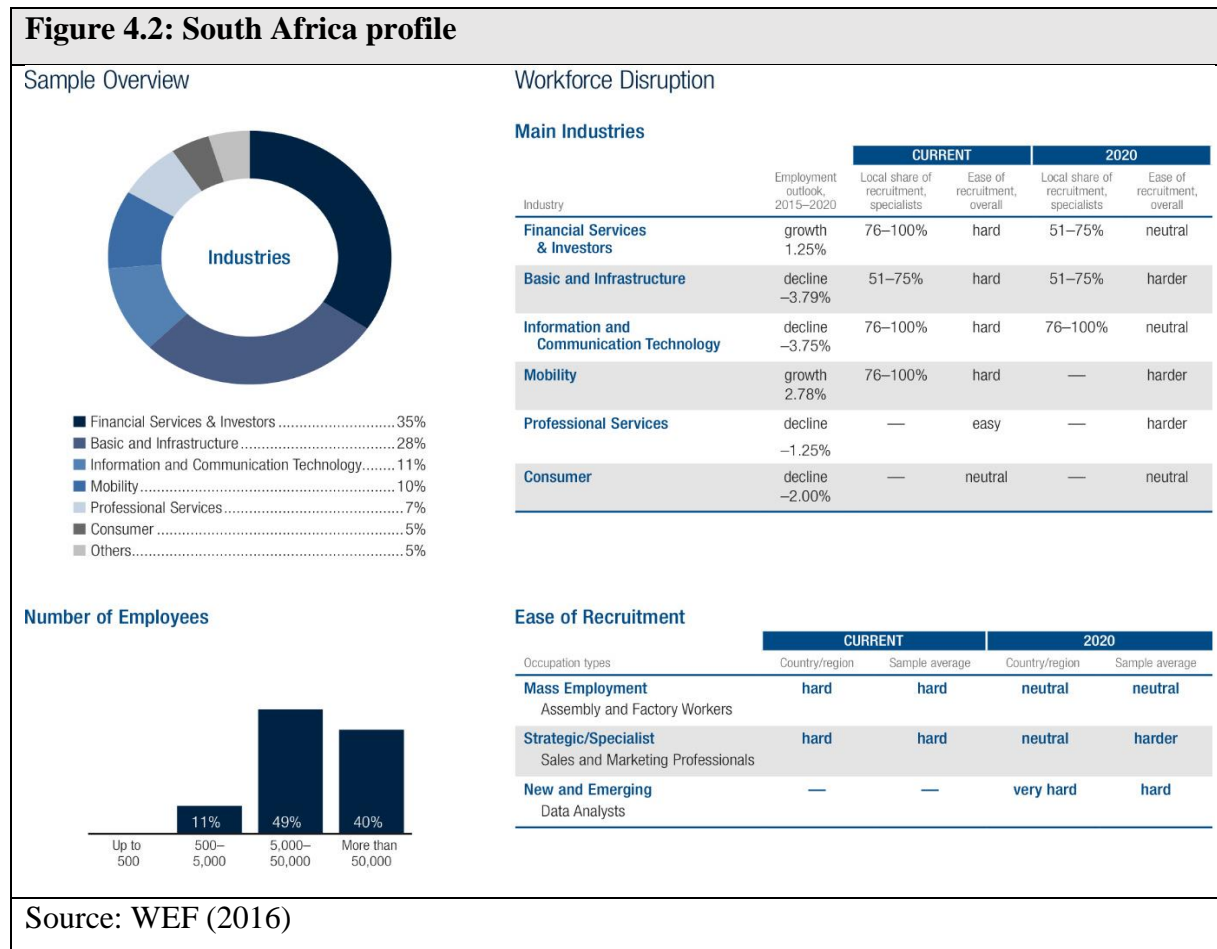 Figure 4.2: South Africa profile
Sample Overview
Industries
Financial Services & Investors ............................ 35%
Basic and Infrastructure ..................................... 28%
Information and Communication Technology........ 11%
Mobility............................................................. 10%
Professional Services ........................................... 7%
Consumer ........................................................... 5%
Others................................................................. 5%
Number of Employees
11% 49% 40%
Up to 500– 5,000– More than
500 5,000 50,000 50,000
Workforce Disruption
Main Industries
CURRENT 2020
Employment Local share of Ease of Local share of Ease of
outlook, recruitment, recruitment, recruitment, recruitment,
Industry 2015–2020 specialists overall specialists overall
Financial Services growth 76–100% hard 51–75% neutral
& Investors 1.25%
Basic and Infrastructure decline 51–75% hard 51–75% harder
–3.79%
Information and decline 76–100% hard 76–100% neutral
Communication Technology –3.75%
Mobility growth 76–100% hard — harder
2.78%
Professional Services decline — easy — harder
–1.25%
Consumer decline — neutral — neutral
–2.00%
Ease of Recruitment
CURRENT 2020
Occupation types Country/region Sample average Country/region Sample average
Mass Employment hard hard neutral neutral
Assembly and Factory Workers
Strategic/Specialist hard hard neutral harder
Sales and Marketing Professionals
New and Emerging — — very hard hard
Data Analysts
Source: WEF (2016)